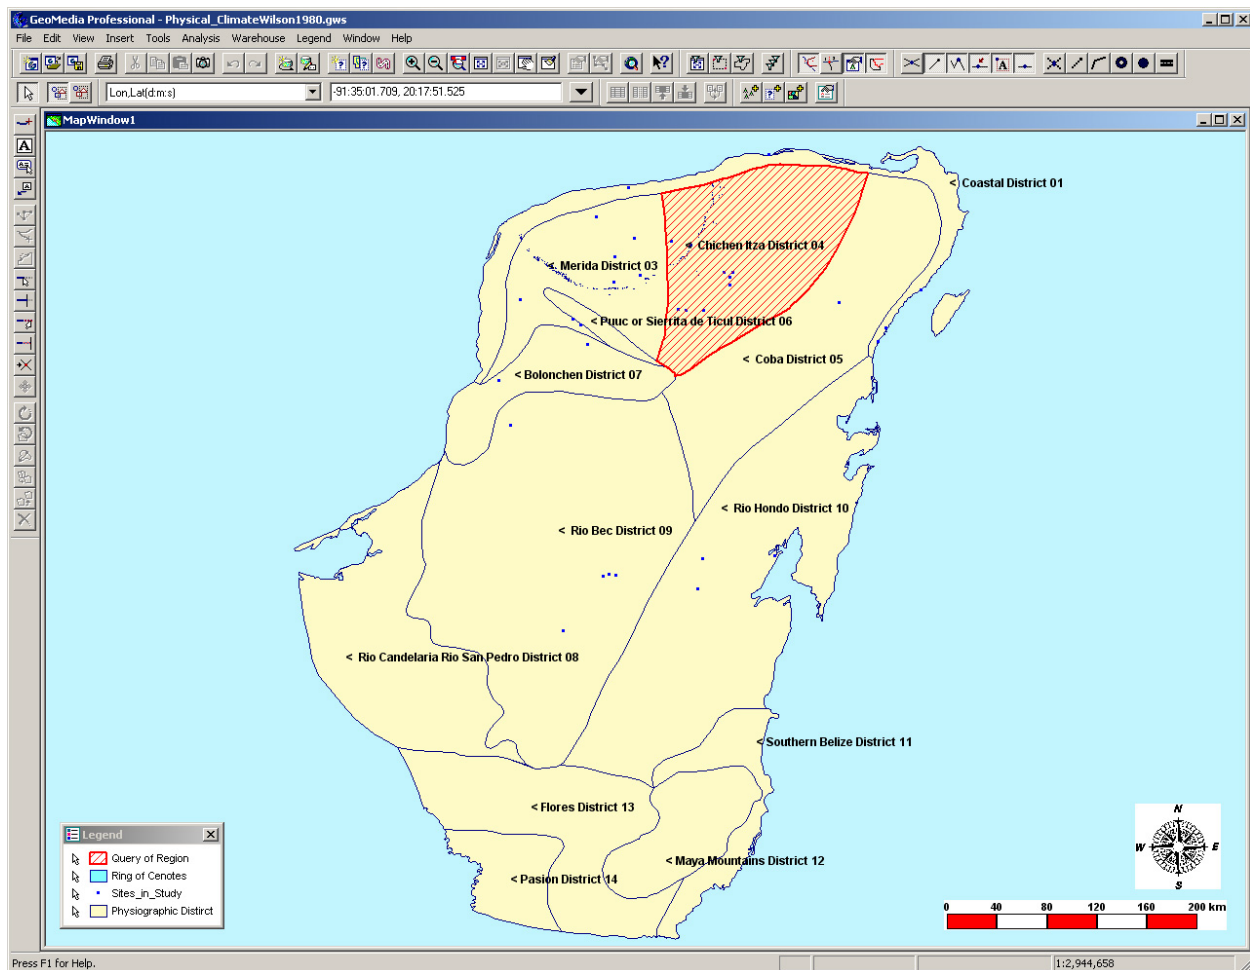 GeoMedia Professional - Physical_ClimateWilson1980.gws
File Edit View Insert Tools Analysis Warehouse Legend Window Help
Lon,Lat(d:m:s)
-91:35:01.709, 20:17:51.525
MapWindow1
< Coastal District 01
Chichen Itza District 04
< Merida District 03
< Puuc or Sierrita de Ticul District 06
< Coba District 05
< Bolonchen District 07
< Rio Hondo District 10
< Rio Bec District 09
< Rio Candelaria Rio San Pedro District 08
< Southern Belize District 11
< Flores District 13
< Maya Mountains District 12
< Pasion District 14
Legend
Query of Region
Ring of Cenotes
Sites_in_Study
Physiographic Distirct
N
W E
S
0 40 80 120 160 200 km
Press F1 for Help.
1:2,944,658